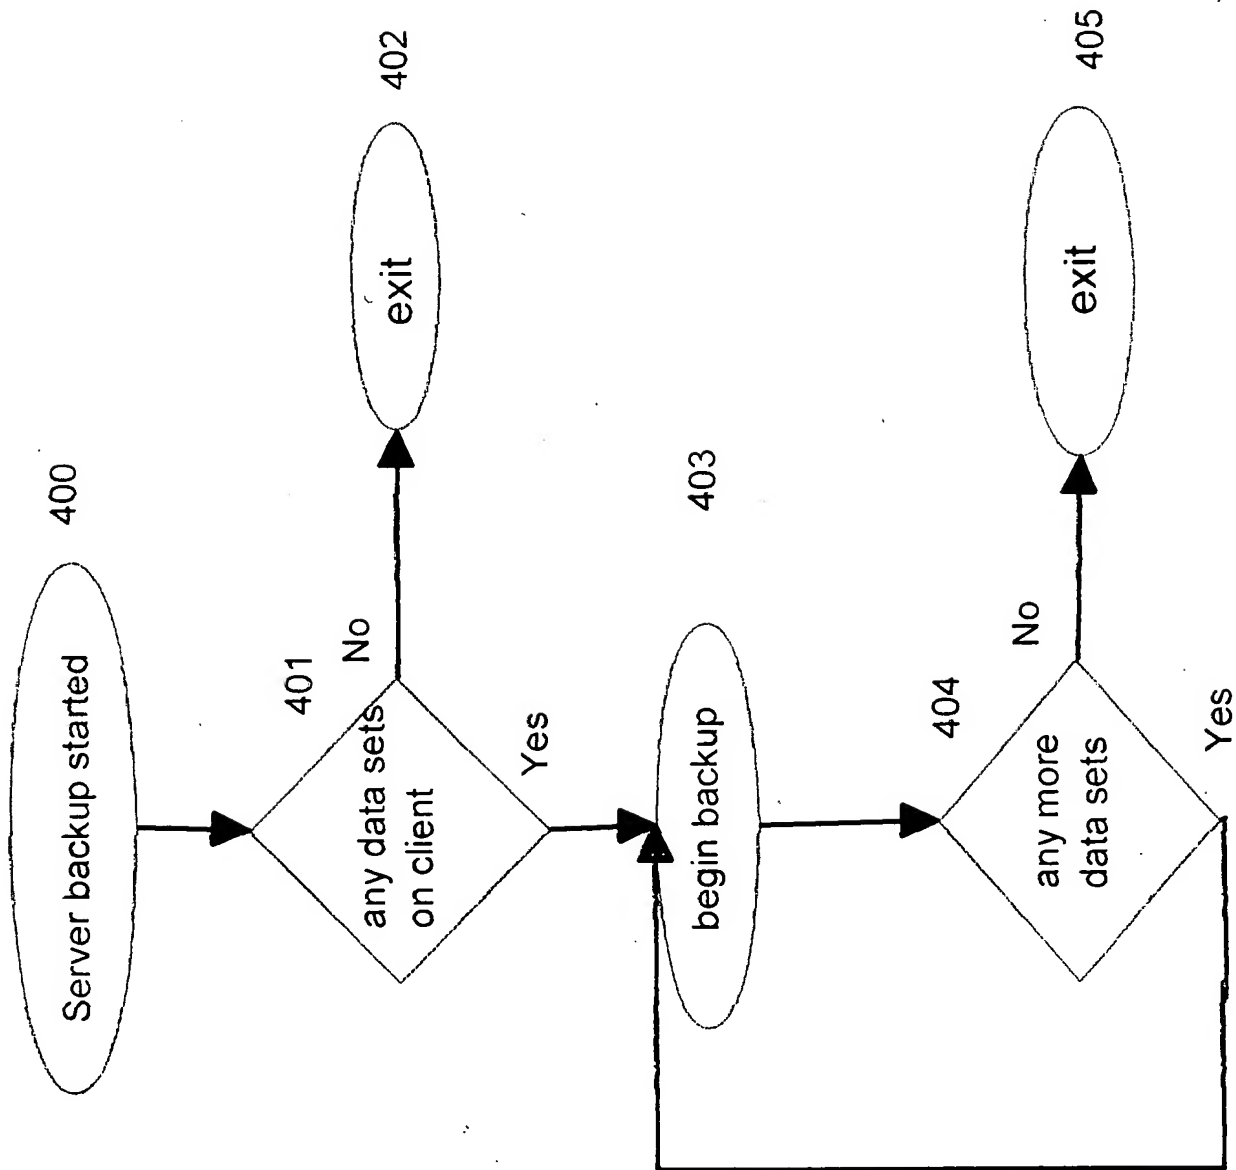 Server backup started
400
any data sets
on client
401
No
exit
402
Yes
begin backup
403
any more
data sets
404
No
exit
405
Yes